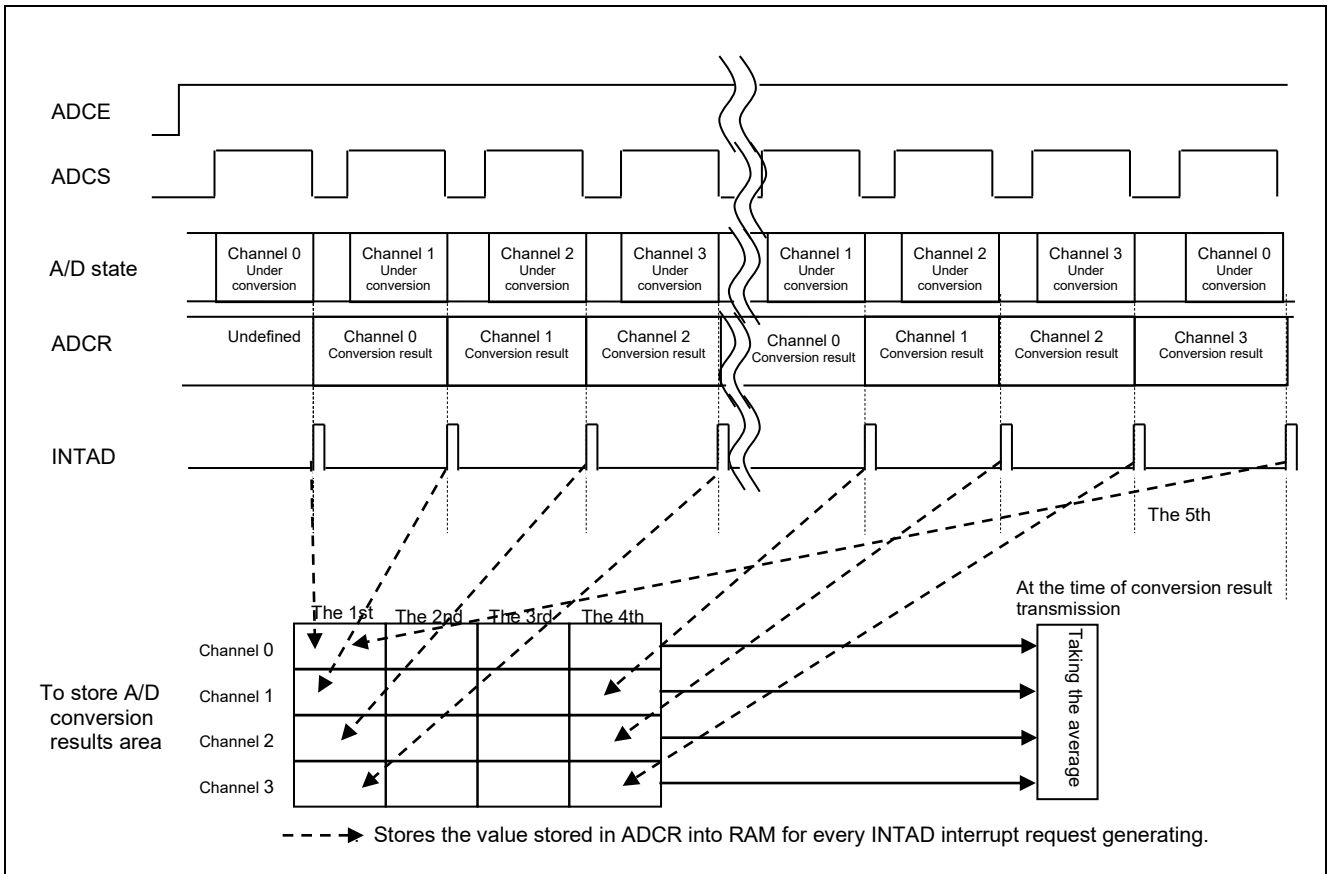 ADCE
ADCS
A/D state
Channel 0
Under
conversion
Channel 1
Under
conversion
Channel 2
Under
conversion
Channel 3
Under
conversion
Channel 1
Under
conversion
Channel 2
Under
conversion
Channel 3
Under
conversion
Channel 0
Under
conversion
ADCR
Undefined
Channel 0
Conversion result
Channel 1
Conversion result
Channel 2
Conversion result
Channel 0
Conversion result
Channel 1
Conversion result
Channel 2
Conversion result
Channel 3
Conversion result
INTAD
The 5th
At the time of conversion result
transmission
The 1st
The 2nd
The 3rd
The 4th
Channel 0
Channel 1
Channel 2
Channel 3
To store A/D
conversion
results area
Taking the average
Stores the value stored in ADCR into RAM for every INTAD interrupt request generating.